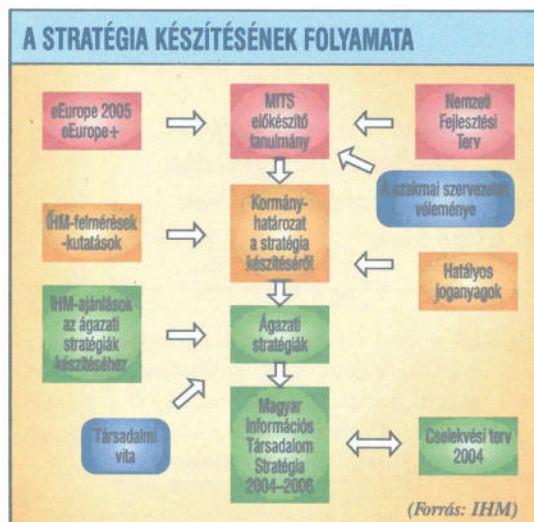 A STRATÉGIA KÉSZÍTÉSÉNEK FOLYAMATA
eEurope 2005
eEurope+
MITS
előkészítő
tanulmány
Nemzeti
Fejlesztési
Terv
A szakmai szervezetek
véleménye
IHM-felmérések
-kutatások
Kormány-
határozat
a stratégia
készítéséről
Hatályos
joganyagok
IHM-ajánlások
az ágazati
stratégiák
készítéséhez
Ágazati
stratégiák
Társadalmi
vita
Magyar
Információs
Társadalom
Stratégia
2004–2006
Cselekvési terv
2004
(Forrás: IHM)